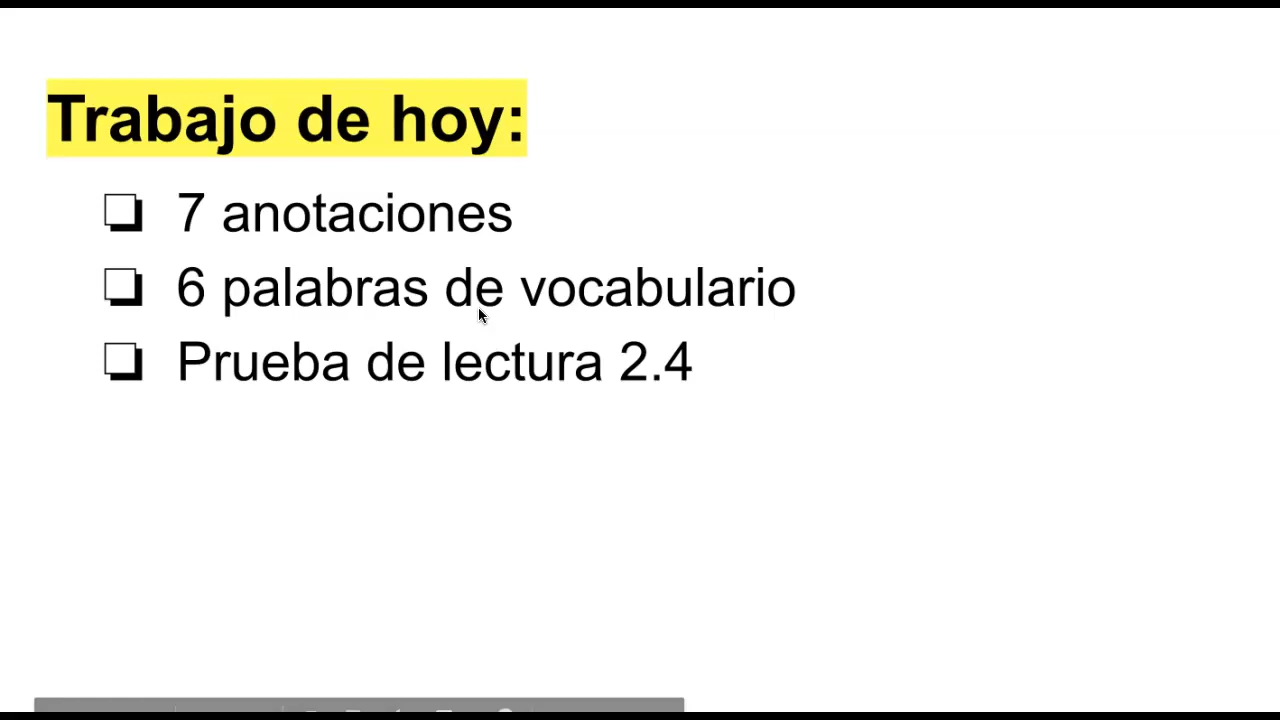 Trabajo de hoy:
7 anotaciones
6 palabras de vocabulario
Prueba de lectura 2.4